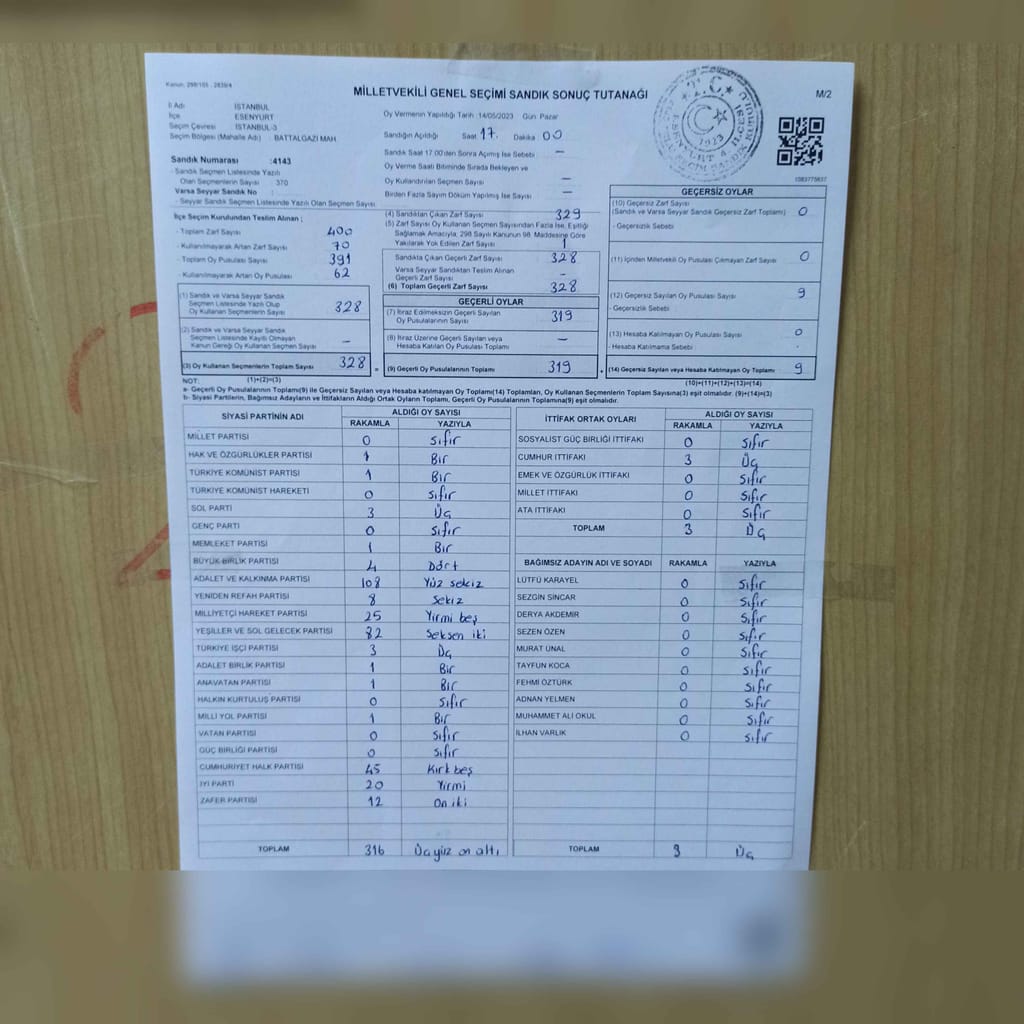 Kanun: 298/105 , 2839/4
MİLLETVEKİLİ GENEL SEÇİMİ SANDIK SONUÇ TUTANAĞI
M/2
İl Adı İSTANBUL
İlçe ESENYURT
Seçim Çevresi İSTANBUL-3
Seçim Bölgesi (Mahalle Adı) BATTALGAZİ MAH.
Oy Vermenin Yapıldığı Tarih 14/05/2023 Gün Pazar
Sandığın Açıldığı Saat 17. Dakika 00
Sandık Saat 17:00'den Sonra Açılmış İse Sebebi —
Oy Verme Saati Bitiminde Sırada Bekleyen ve
Oy Kullandırılan Seçmen Sayısı —
Birden Fazla Sayım Döküm Yapılmış İse Sayısı —
T.C.
1923
Sandık Numarası :4143
- Sandık Seçmen Listesinde Yazılı
Olan Seçmenlerin Sayısı : 370
Varsa Seyyar Sandık No :
- Seyyar Sandık Seçmen Listesinde Yazılı Olan Seçmen Sayısı
İlçe Seçim Kurulundan Teslim Alınan ;
- Toplam Zarf Sayısı 400
- Kullanılmayarak Artan Zarf Sayısı 70
- Toplam Oy Pusulası Sayısı 391
- Kullanılmayarak Artan Oy Pusulası 62
(1) Sandık ve Varsa Seyyar Sandık
Seçmen Listesinde Yazılı Olup
Oy Kullanan Seçmenlerin Sayısı 328
(2) Sandık ve Varsa Seyyar Sandık
Seçmen Listesinde Kayıtlı Olmayan
Kanun Gereği Oy Kullanan Seçmen Sayısı —
(3) Oy Kullanan Seçmenlerin Toplam Sayısı 328
(1)+(2)=(3)
(4) Sandıktan Çıkan Zarf Sayısı 329
(5) Zarf Sayısı Oy Kullanan Seçmen Sayısından Fazla İse, Eşitliği
Sağlamak Amacıyla, 298 Sayılı Kanunun 98. Maddesine Göre
Yakılarak Yok Edilen Zarf Sayısı 1
Sandıkta Çıkan Geçerli Zarf Sayısı 328
Varsa Seyyar Sandıktan Teslim Alınan
Geçerli Zarf Sayısı —
(6) Toplam Geçerli Zarf Sayısı 328
GEÇERLİ OYLAR
(7) İtiraz Edilmeksizin Geçerli Sayılan
Oy Pusulalarının Sayısı 319
(8) İtiraz Üzerine Geçerli Sayılan veya
Hesaba Katılan Oy Pusulası Toplamı —
(9) Geçerli Oy Pusulalarının Toplamı 319
GEÇERSİZ OYLAR
(10) Geçersiz Zarf Sayısı
(Sandık ve Varsa Seyyar Sandık Geçersiz Zarf Toplamı) 0
- Geçersizlik Sebebi
(11) İçinden Milletvekili Oy Pusulası Çıkmayan Zarf Sayısı 0
(12) Geçersiz Sayılan Oy Pusulası Sayısı 9
- Geçersizlik Sebebi
(13) Hesaba Katılmayan Oy Pusulası Sayısı 0
- Hesaba Katılmama Sebebi
(14) Geçersiz Sayılan veya Hesaba Katılmayan Oy Toplamı 9
(10)+(11)+(12)+(13)=(14)
NOT:
a- Geçerli Oy Pusulalarının Toplamı(9) ile Geçersiz Sayılan veya Hesaba katılmayan Oy Toplam(14) Toplamları, Oy Kullanan Seçmenlerin Toplam Sayısına(3) eşit olmalıdır. (9)+(14)=(3)
b- Siyasi Partilerin, Bağımsız Adayların ve İttifakların Aldığı Ortak Oyların Toplamı, Geçerli Oy Pusulalarının Toplamına(9) eşit olmalıdır.
SİYASİ PARTİNİN ADI ALDIĞI OY SAYISI
RAKAMLA YAZIYLA
MİLLET PARTİSİ 0 Sıfır
HAK VE ÖZGÜRLÜKLER PARTİSİ 1 Bir
TÜRKİYE KOMÜNİST PARTİSİ 1 Bir
TÜRKİYE KOMÜNİST HAREKETİ 0 Sıfır
SOL PARTİ 3 Üç
GENÇ PARTİ 0 Sıfır
MEMLEKET PARTİSİ 1 Bir
BÜYÜK BİRLİK PARTİSİ 4 Dört
ADALET VE KALKINMA PARTİSİ 108 Yüz sekiz
YENİDEN REFAH PARTİSİ 8 Sekiz
MİLLİYETÇİ HAREKET PARTİSİ 25 Yirmi beş
YEŞİLLER VE SOL GELECEK PARTİSİ 82 Seksen iki
TÜRKİYE İŞÇİ PARTİSİ 3 Üç
ADALET BİRLİK PARTİSİ 1 Bir
ANAVATAN PARTİSİ 1 Bir
HALKIN KURTULUŞ PARTİSİ 0 Sıfır
MİLLİ YOL PARTİSİ 1 Bir
VATAN PARTİSİ 0 Sıfır
GÜÇ BİRLİĞİ PARTİSİ 0 Sıfır
CUMHURİYET HALK PARTİSİ 45 Kırk beş
İYİ PARTİ 20 Yirmi
ZAFER PARTİSİ 12 On iki
TOPLAM 316 Üçyüz on altı
İTTİFAK ORTAK OYLARI ALDIĞI OY SAYISI
RAKAMLA YAZIYLA
SOSYALİST GÜÇ BİRLİĞİ İTTİFAKI 0 Sıfır
CUMHUR İTTİFAKI 3 Üç
EMEK VE ÖZGÜRLÜK İTTİFAKI 0 Sıfır
MİLLET İTTİFAKI 0 Sıfır
ATA İTTİFAKI 0 Sıfır
TOPLAM 3 Üç
BAĞIMSIZ ADAYIN ADI VE SOYADI RAKAMLA YAZIYLA
LÜTFÜ KARAYEL 0 Sıfır
SEZGİN SİNCAR 0 Sıfır
DERYA AKDEMİR 0 Sıfır
SEZEN ÖZEN 0 Sıfır
MURAT ÜNAL 0 Sıfır
TAYFUN KOCA 0 Sıfır
FEHMİ ÖZTÜRK 0 Sıfır
ADNAN YELMEN 0 Sıfır
MUHAMMET ALİ OKUL 0 Sıfır
İLHAN VARLIK 0 Sıfır
TOPLAM 3 Üç